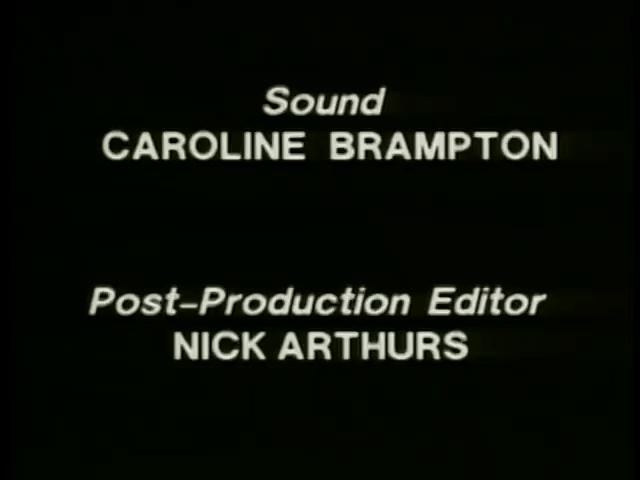 Sound
CAROLINE BRAMPTON
Post-Production Editor
NICK ARTHURS